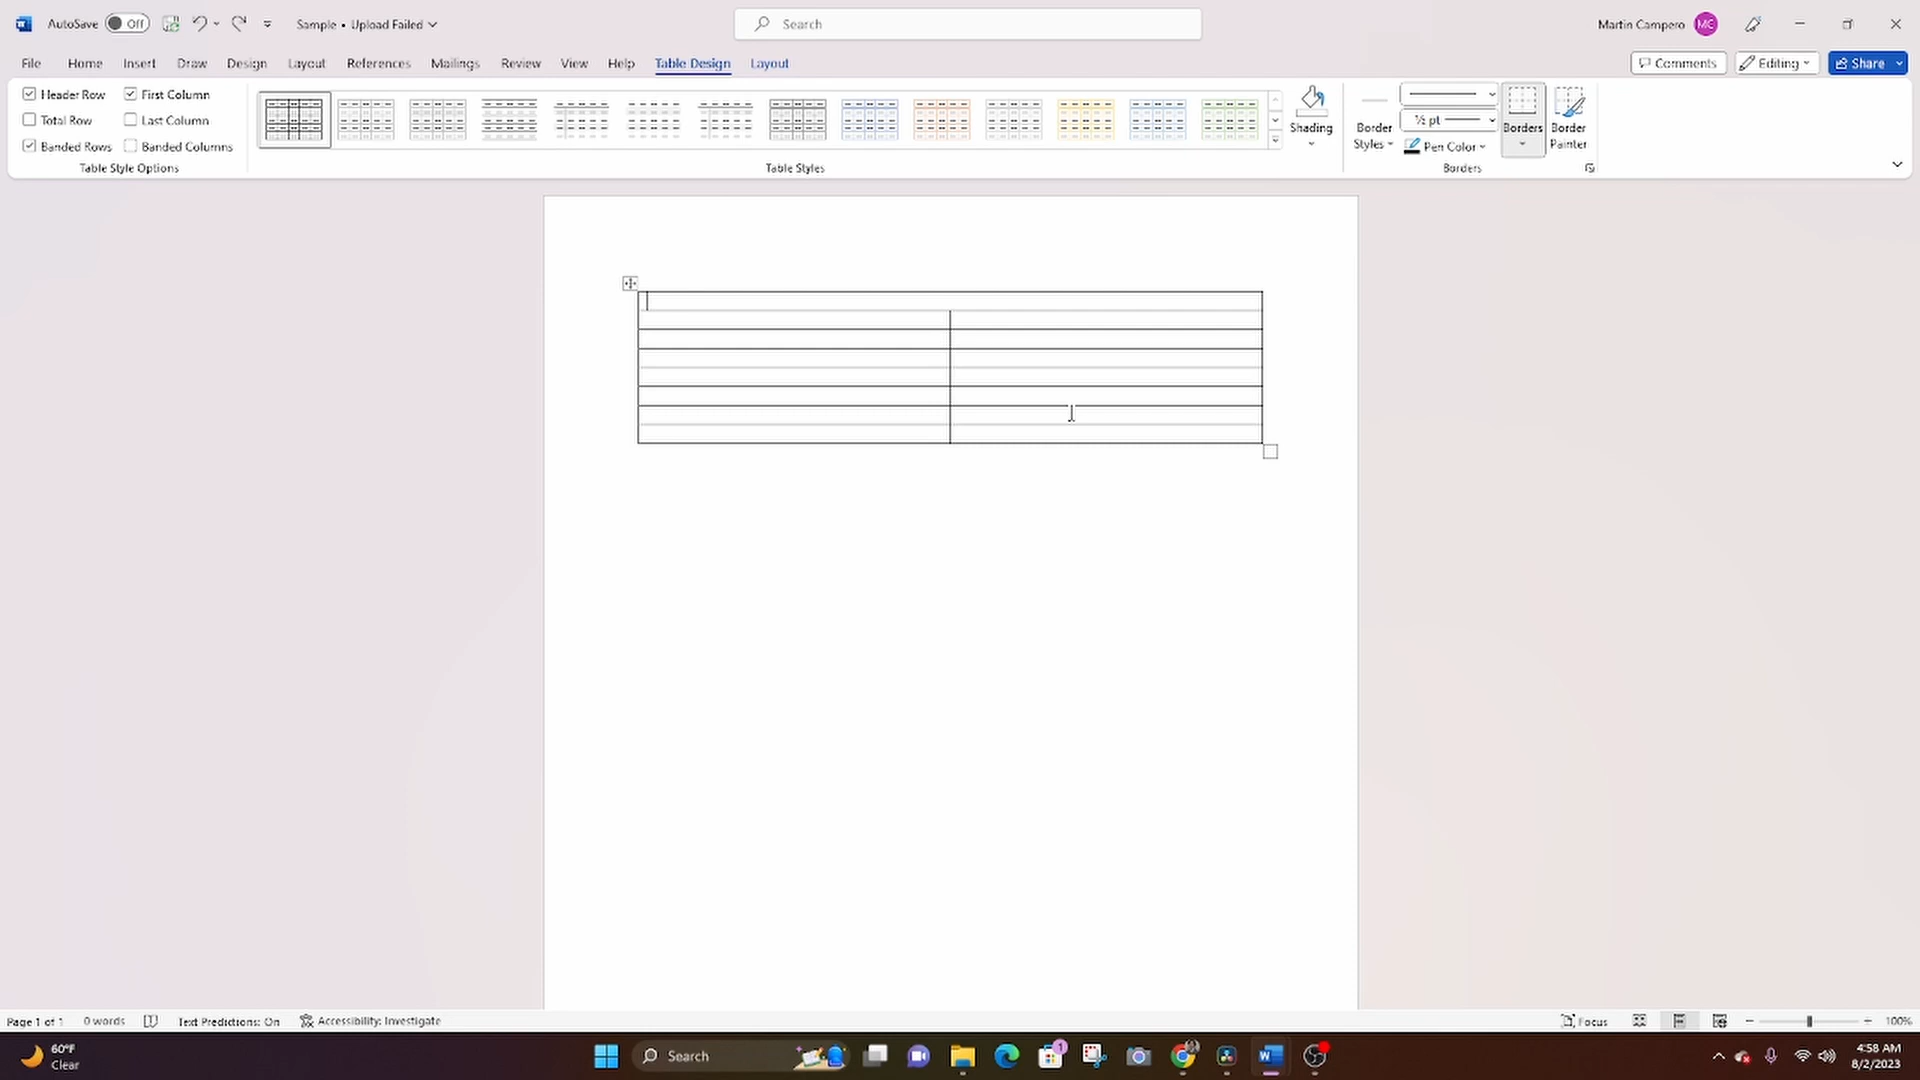 AutoSave Off Sample • Upload Failed Search Martin Campero MC
File Home Insert Draw Design Layout References Mailings Review View Help Table Design Layout Comments Editing Share
Header Row First Column
Total Row Last Column
Banded Rows Banded Columns
Table Style Options
Table Styles
Shading
Border Styles
½ pt
Pen Color
Borders
Border Painter
Borders
Page 1 of 1 0 words Text Predictions: On Accessibility: Investigate Focus 100%
60°F
Clear
Search
1
4:58 AM
8/2/2023